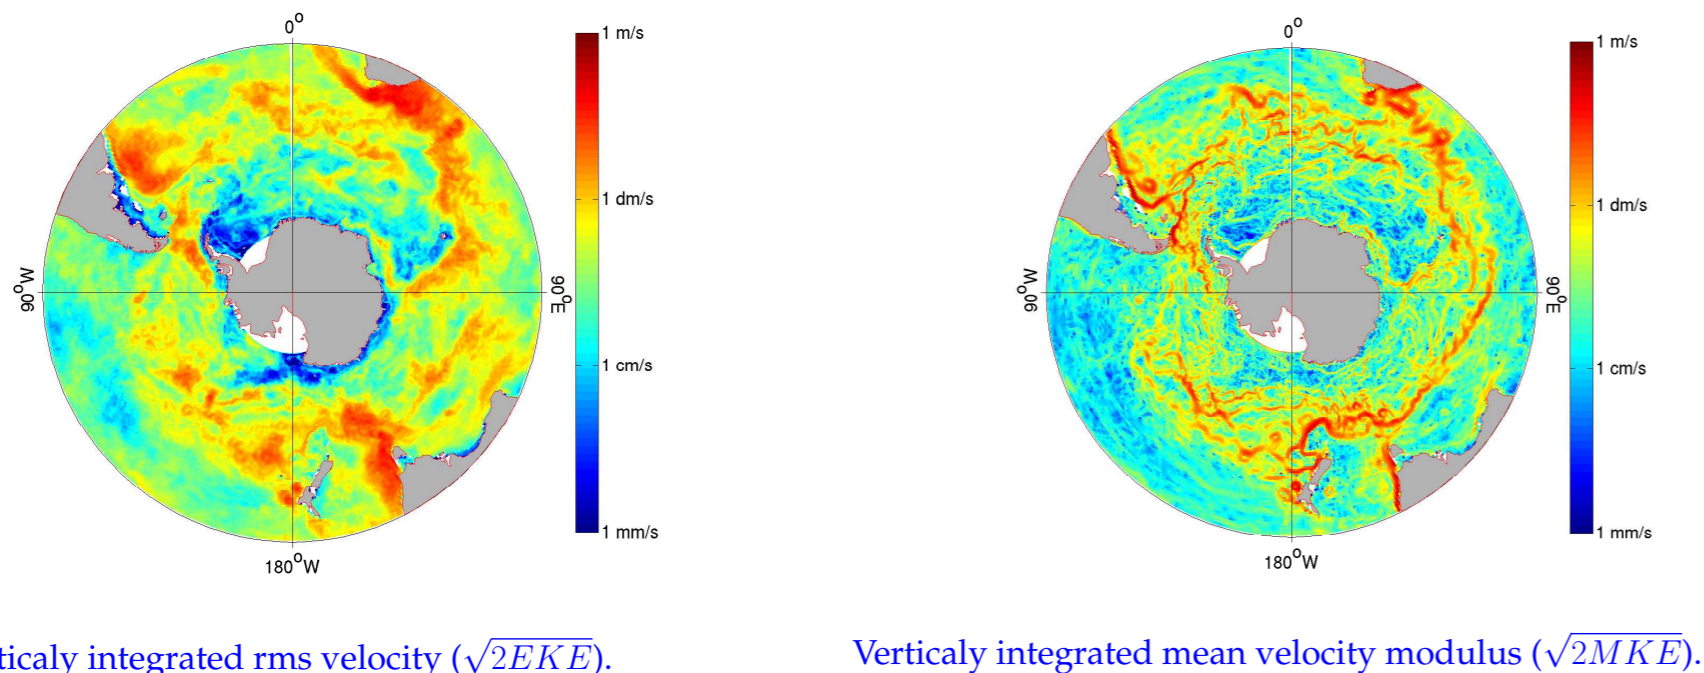 0°
1 m/s
1 dm/s
90°W
90°E
1 cm/s
1 mm/s
180°W
ticaly integrated rms velocity (√2EKE).
0°
1 m/s
1 dm/s
90°W
90°E
1 cm/s
1 mm/s
180°W
Verticaly integrated mean velocity modulus (√2MKE).